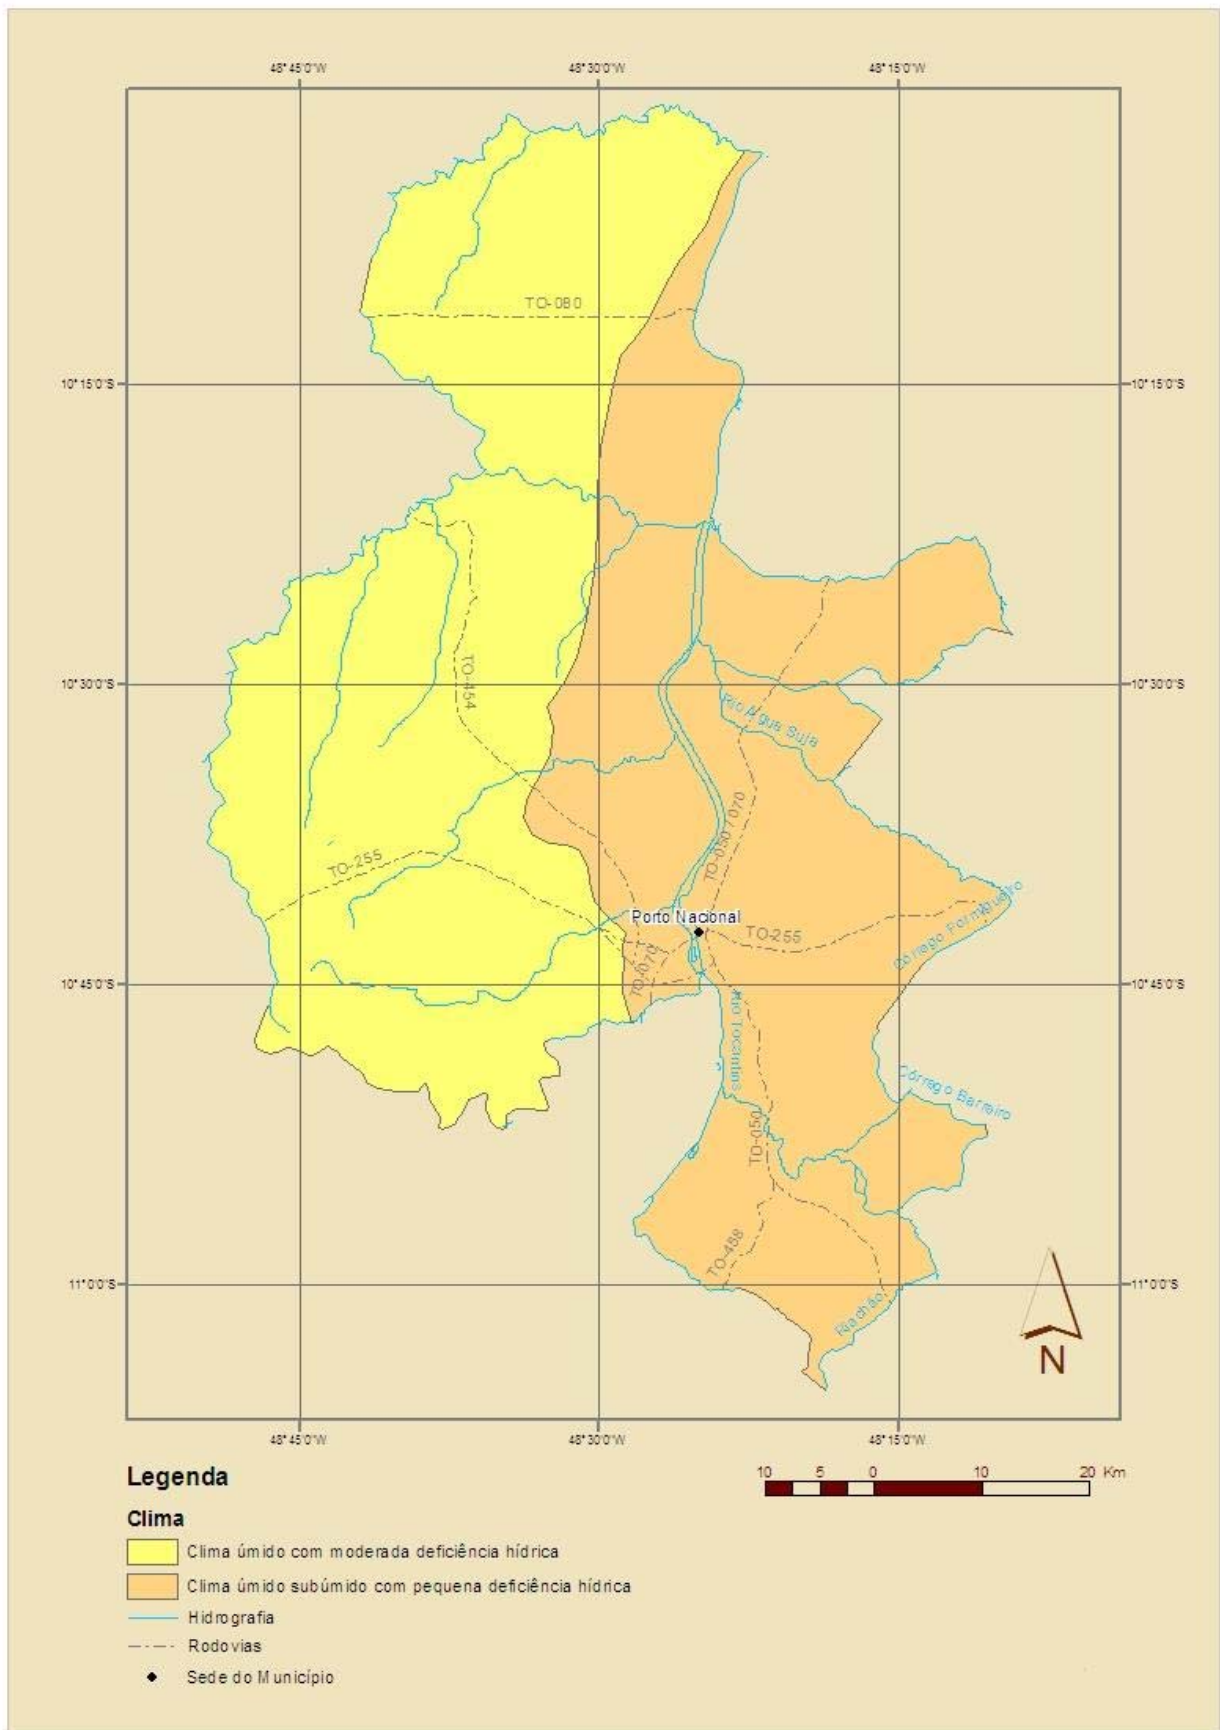 48°45'0"W 48°30'0"W 48°15'0"W
TO-080
10°15'0"S 10°15'0"S
TO-454
10°30'0"S 10°30'0"S
Rio Água Suja
TO-050 / 070
TO-255
Porto Nacional
TO-255
Córrego Formigueiro
TO-070
10°45'0"S 10°45'0"S
Rio Tocantins
Córrego Barreiro
TO-050
TO-458
11°0'0"S 11°0'0"S
Riachão
N
48°45'0"W 48°30'0"W 48°15'0"W
Legenda
10 5 0 10 20 Km
Clima
Clima úmido com moderada deficiência hídrica
Clima úmido subúmido com pequena deficiência hídrica
Hidrografia
Rodovias
Sede do Município